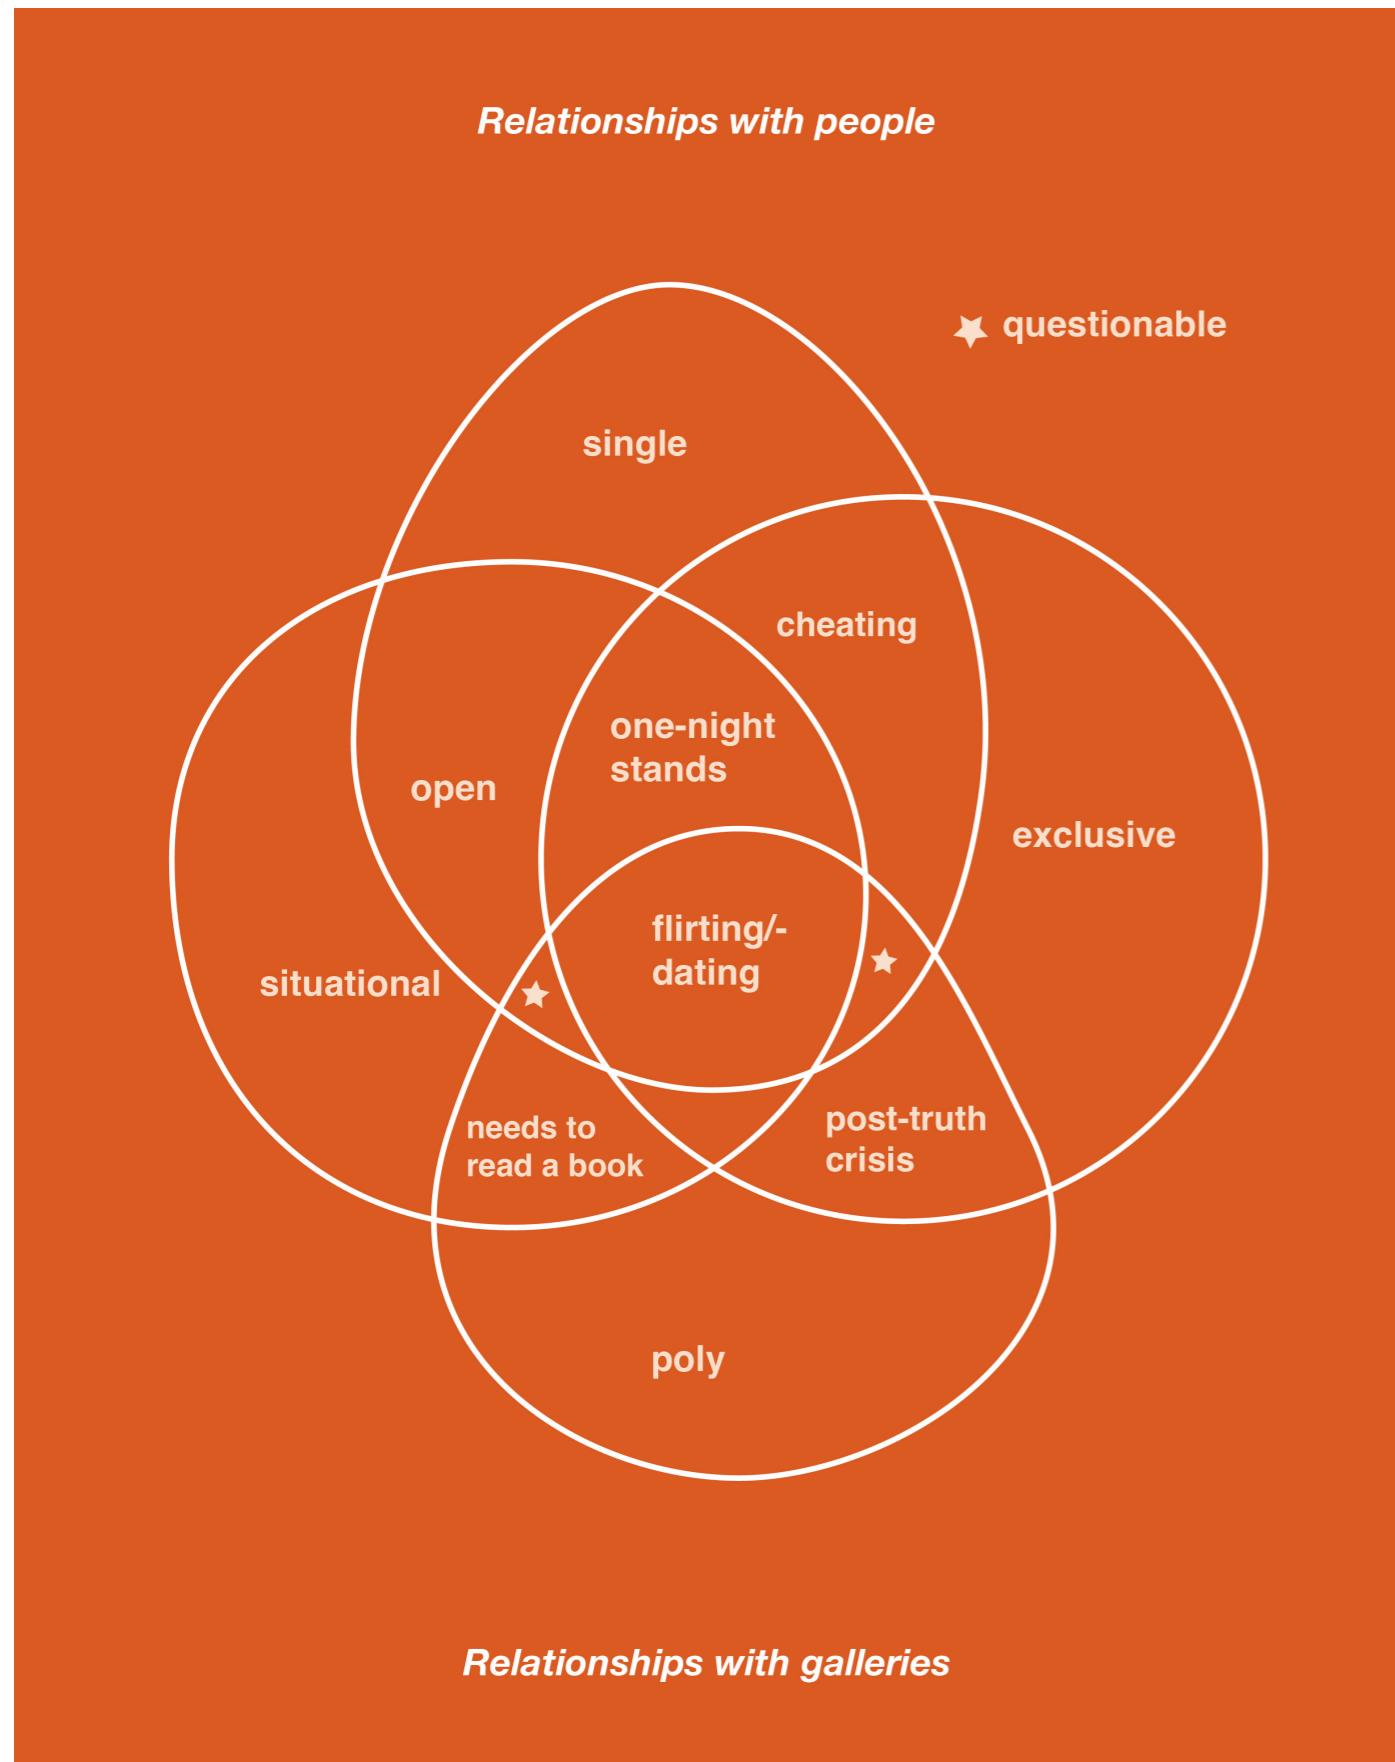 Relationships with people
questionable
single
cheating
one-night
stands
open
exclusive
flirting/-
dating
situational
post-truth
crisis
needs to
read a book
poly
Relationships with galleries